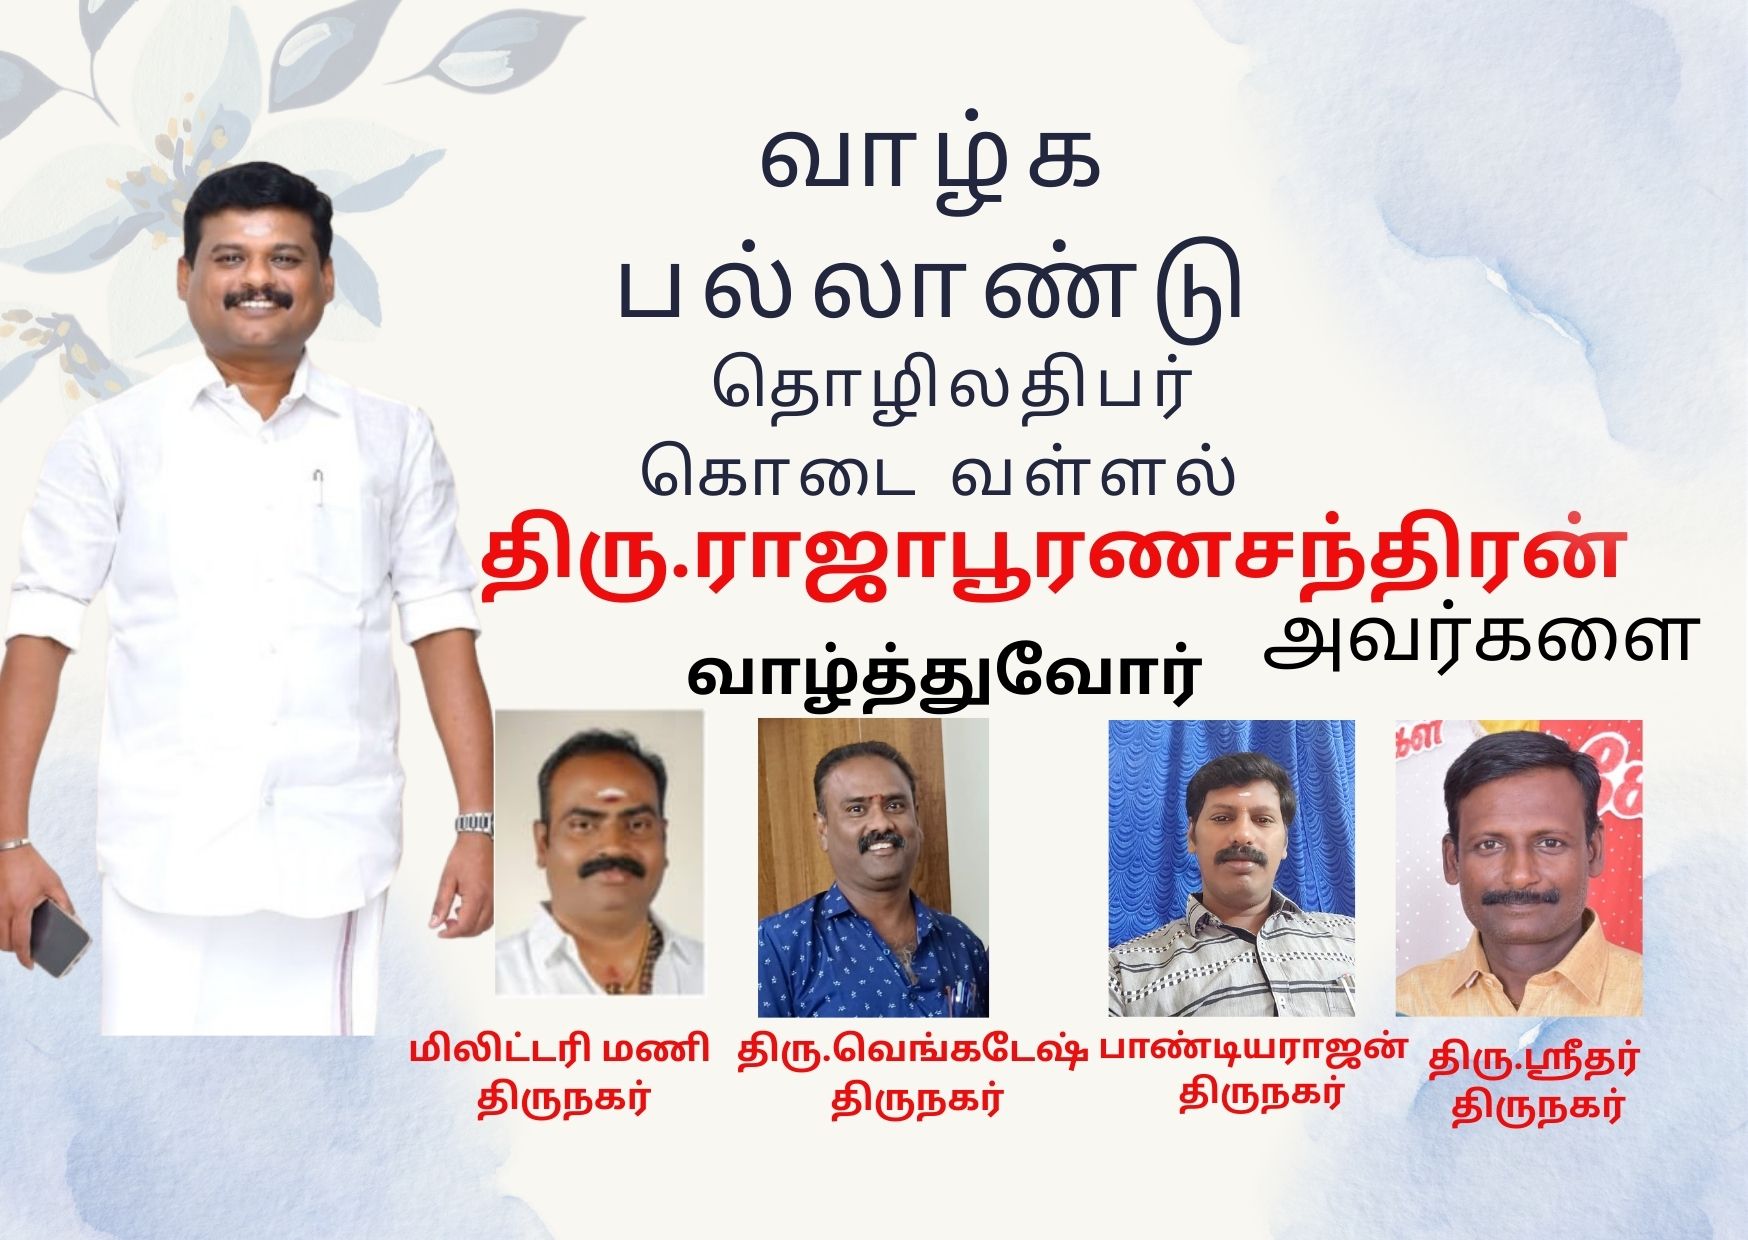 வாழ்க
பல்லாண்டு
தொழிலதிபர்
கொடை வள்ளல்
திரு.ராஜாபூரணசந்திரன்
அவர்களை
வாழ்த்துவோர்
மிலிட்டரி மணி
திருநகர்
திரு.வெங்கடேஷ்
திருநகர்
பாண்டியராஜன்
திருநகர்
திரு.ஸ்ரீதர்
திருநகர்